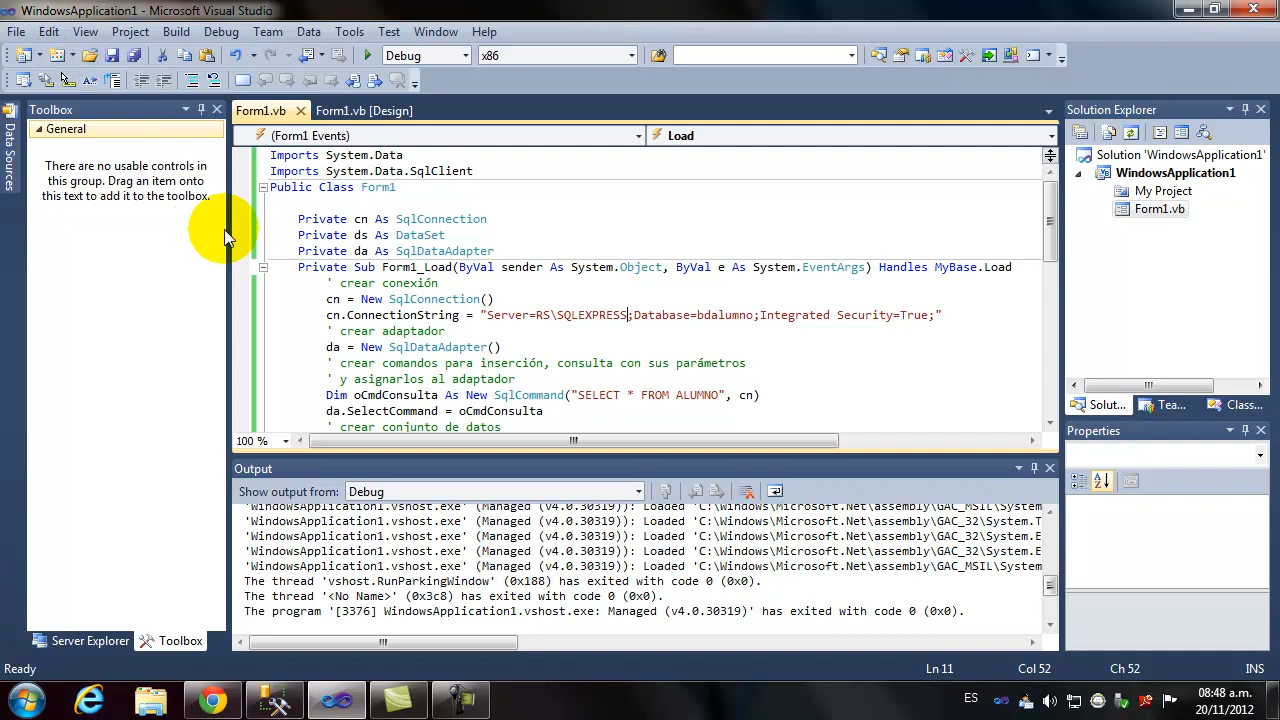 WindowsApplication1 - Microsoft Visual Studio
File Edit View Project Build Debug Team Data Tools Test Window Help
Debug x86
Toolbox
General
There are no usable controls in
this group. Drag an item onto
this text to add it to the toolbox.
Data Sources
Server Explorer Toolbox
Form1.vb Form1.vb [Design]
(Form1 Events) Load
Imports System.Data
Imports System.Data.SqlClient
Public Class Form1
Private cn As SqlConnection
Private ds As DataSet
Private da As SqlDataAdapter
Private Sub Form1_Load(ByVal sender As System.Object, ByVal e As System.EventArgs) Handles MyBase.Load
' crear conexión
cn = New SqlConnection()
cn.ConnectionString = "Server=RS\SQLEXPRESS;Database=bdalumno;Integrated Security=True;"
' crear adaptador
da = New SqlDataAdapter()
' crear comandos para inserción, consulta con sus parámetros
' y asignarlos al adaptador
Dim oCmdConsulta As New SqlCommand("SELECT * FROM ALUMNO", cn)
da.SelectCommand = oCmdConsulta
' crear conjunto de datos
100 %
Output
Show output from: Debug
'WindowsApplication1.vshost.exe' (Managed (v4.0.30319)): Loaded 'C:\Windows\Microsoft.Net\assembly\GAC_MSIL\System
'WindowsApplication1.vshost.exe' (Managed (v4.0.30319)): Loaded 'C:\Windows\Microsoft.Net\assembly\GAC_32\System.T
'WindowsApplication1.vshost.exe' (Managed (v4.0.30319)): Loaded 'C:\Windows\Microsoft.Net\assembly\GAC_32\System.E
'WindowsApplication1.vshost.exe' (Managed (v4.0.30319)): Loaded 'C:\Windows\Microsoft.Net\assembly\GAC_32\System.E
'WindowsApplication1.vshost.exe' (Managed (v4.0.30319)): Loaded 'C:\Windows\Microsoft.Net\assembly\GAC_MSIL\System
The thread 'vshost.RunParkingWindow' (0x188) has exited with code 0 (0x0).
The thread '<No Name>' (0x3c8) has exited with code 0 (0x0).
The program '[3376] WindowsApplication1.vshost.exe: Managed (v4.0.30319)' has exited with code 0 (0x0).
Solution Explorer
Solution 'WindowsApplication1'
WindowsApplication1
My Project
Form1.vb
Solut... Tea... Class...
Properties
Ready Ln 11 Col 52 Ch 52 INS
ES 08:48 a.m.
20/11/2012